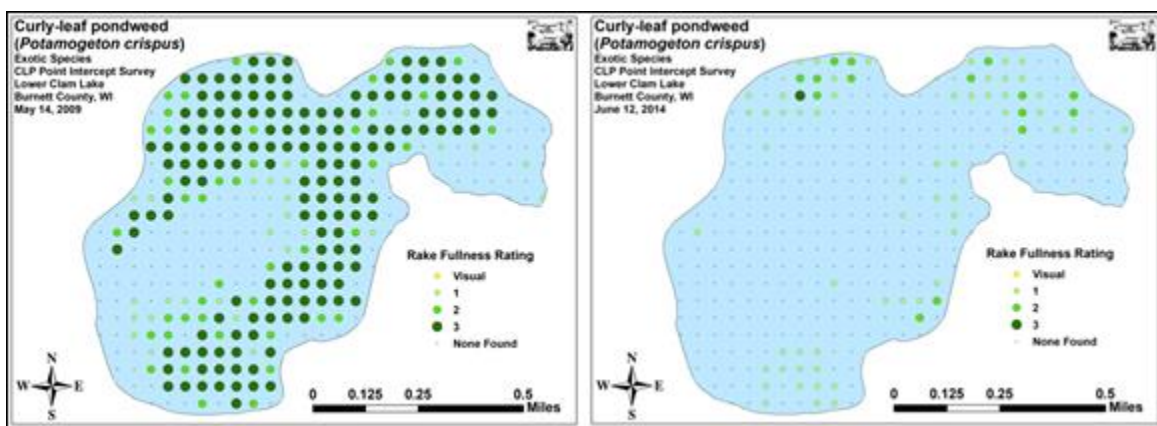 Curly-leaf pondweed
(Potamogeton crispus)
Exotic Species
CLP Point Intercept Survey
Lower Clam Lake
Burnett County, WI
May 14, 2009
Rake Fullness Rating
Visual
1
2
3
None Found
N
W E
S
0 0.125 0.25 0.5
Miles
Curly-leaf pondweed
(Potamogeton crispus)
Exotic Species
CLP Point Intercept Survey
Lower Clam Lake
Burnett County, WI
June 12, 2014
Rake Fullness Rating
Visual
1
2
3
None Found
N
W E
S
0 0.125 0.25 0.5
Miles